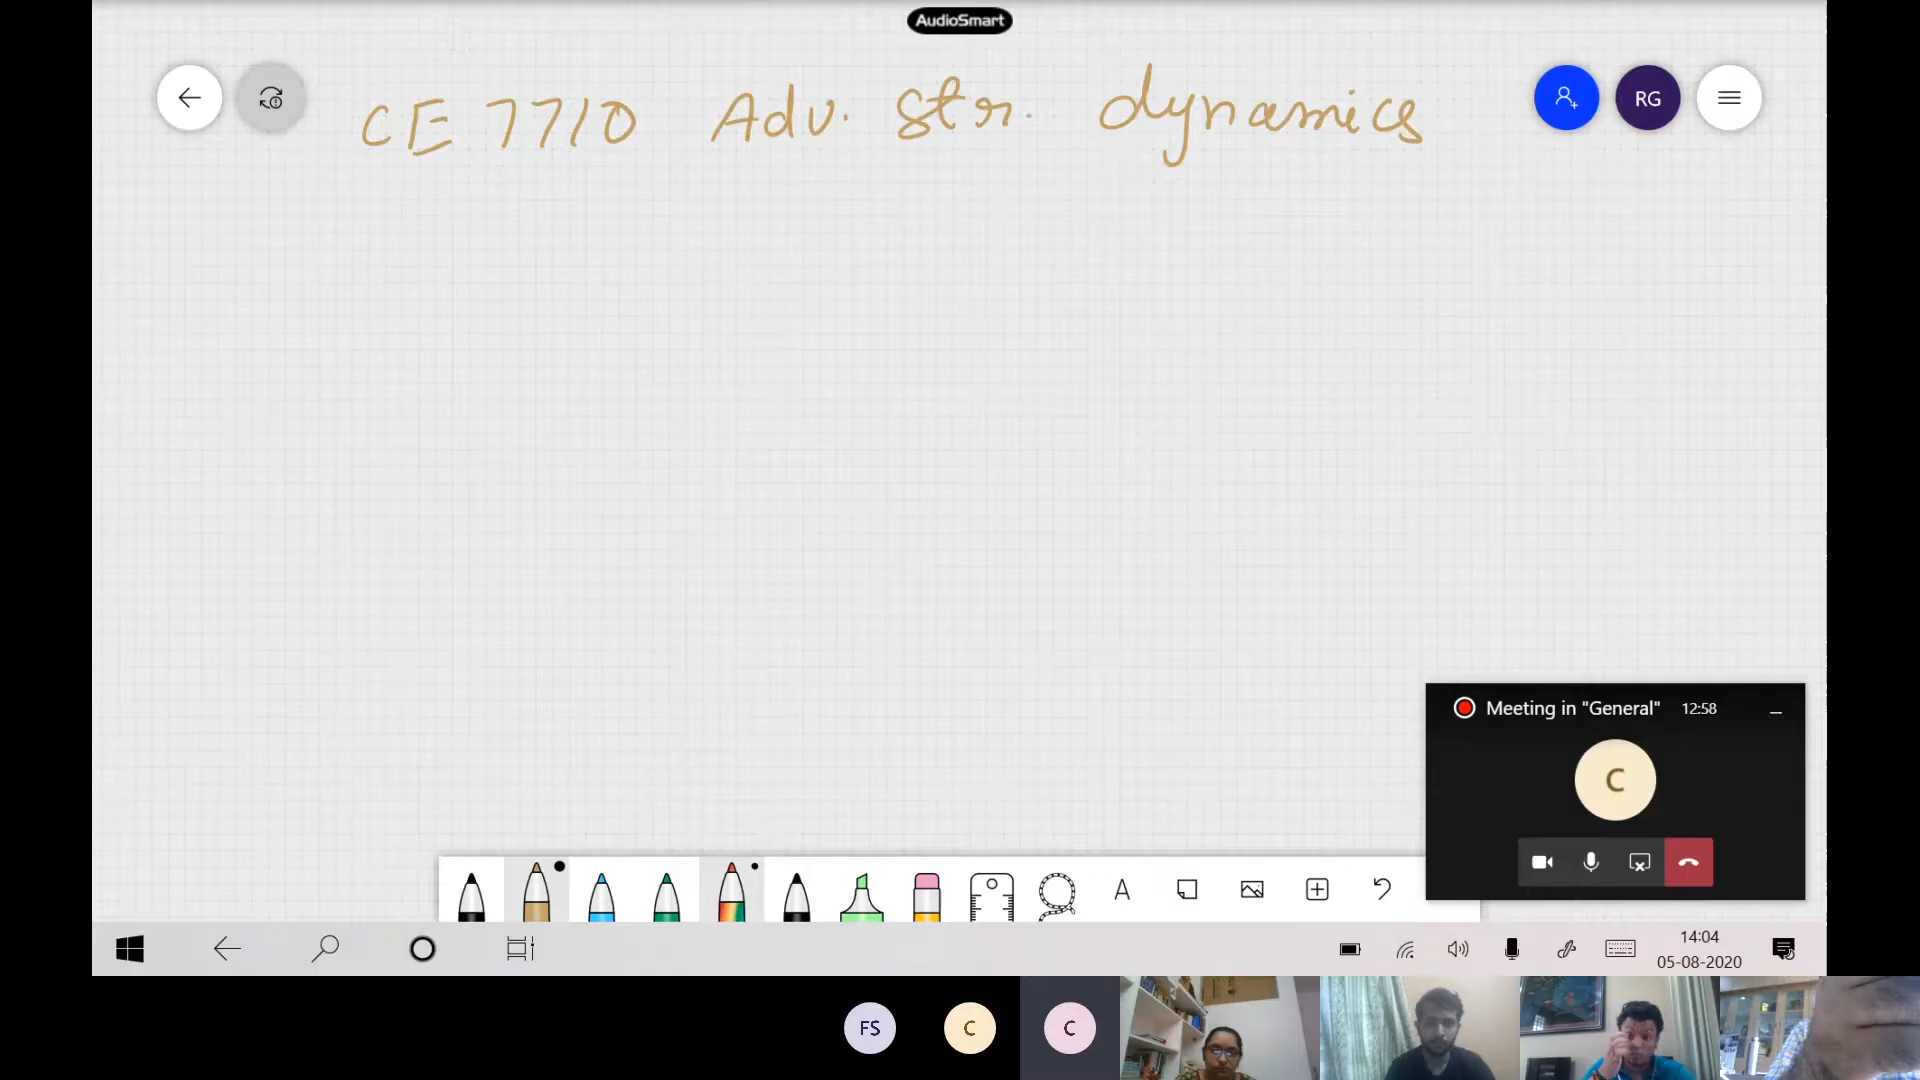 AudioSmart
CE 7710 Adv. Str. dynamics
RG
Meeting in "General" 12:58
C
A
14:04
05-08-2020
FS C C